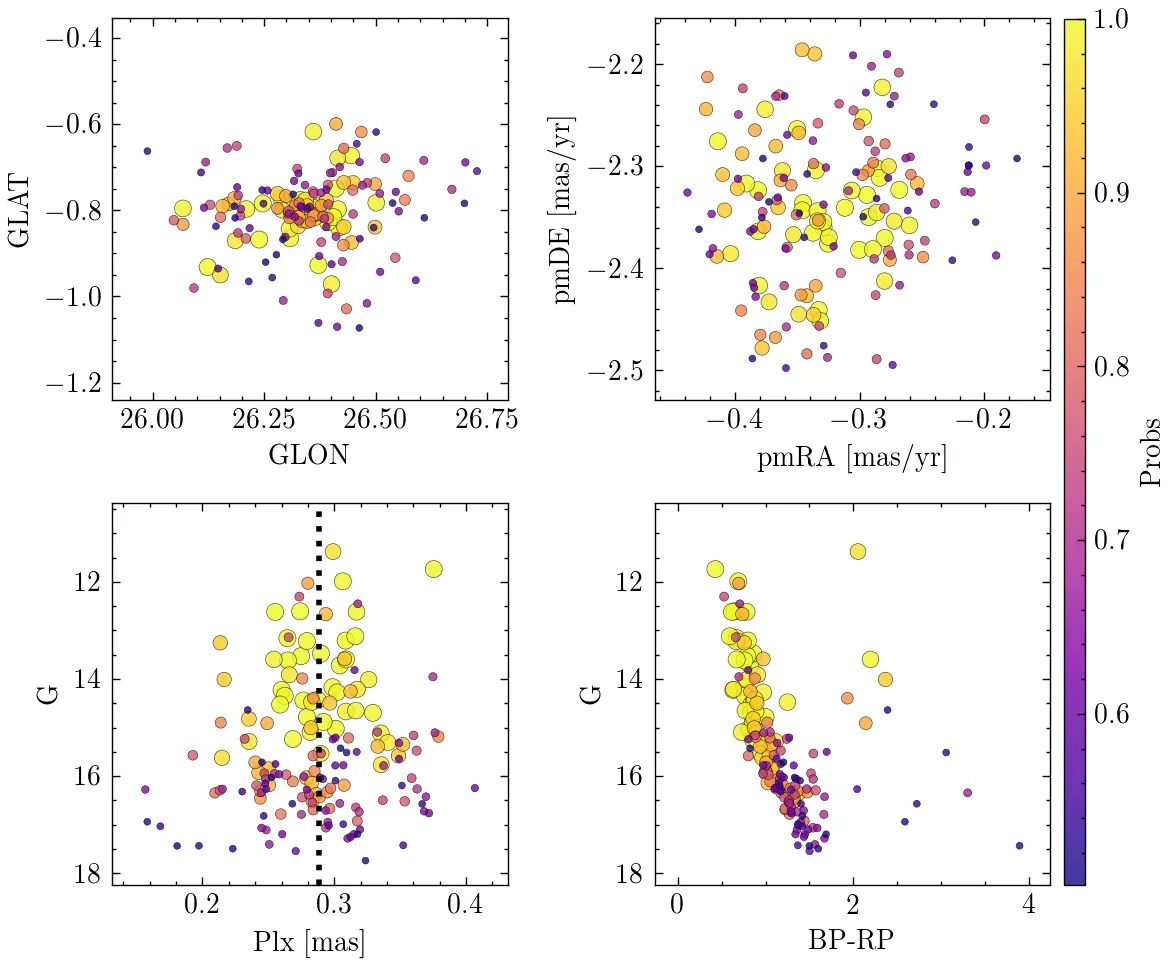 −0.4
−0.6
−0.8
−1.0
−1.2
GLAT
26.00 26.25 26.50 26.75
GLON
−2.2
−2.3
−2.4
−2.5
pmDE [mas/yr]
−0.4 −0.3 −0.2
pmRA [mas/yr]
1.0
0.9
0.8
0.7
0.6
Probs
12
14
16
18
G
0.2 0.3 0.4
Plx [mas]
12
14
16
18
G
0 2 4
BP-RP